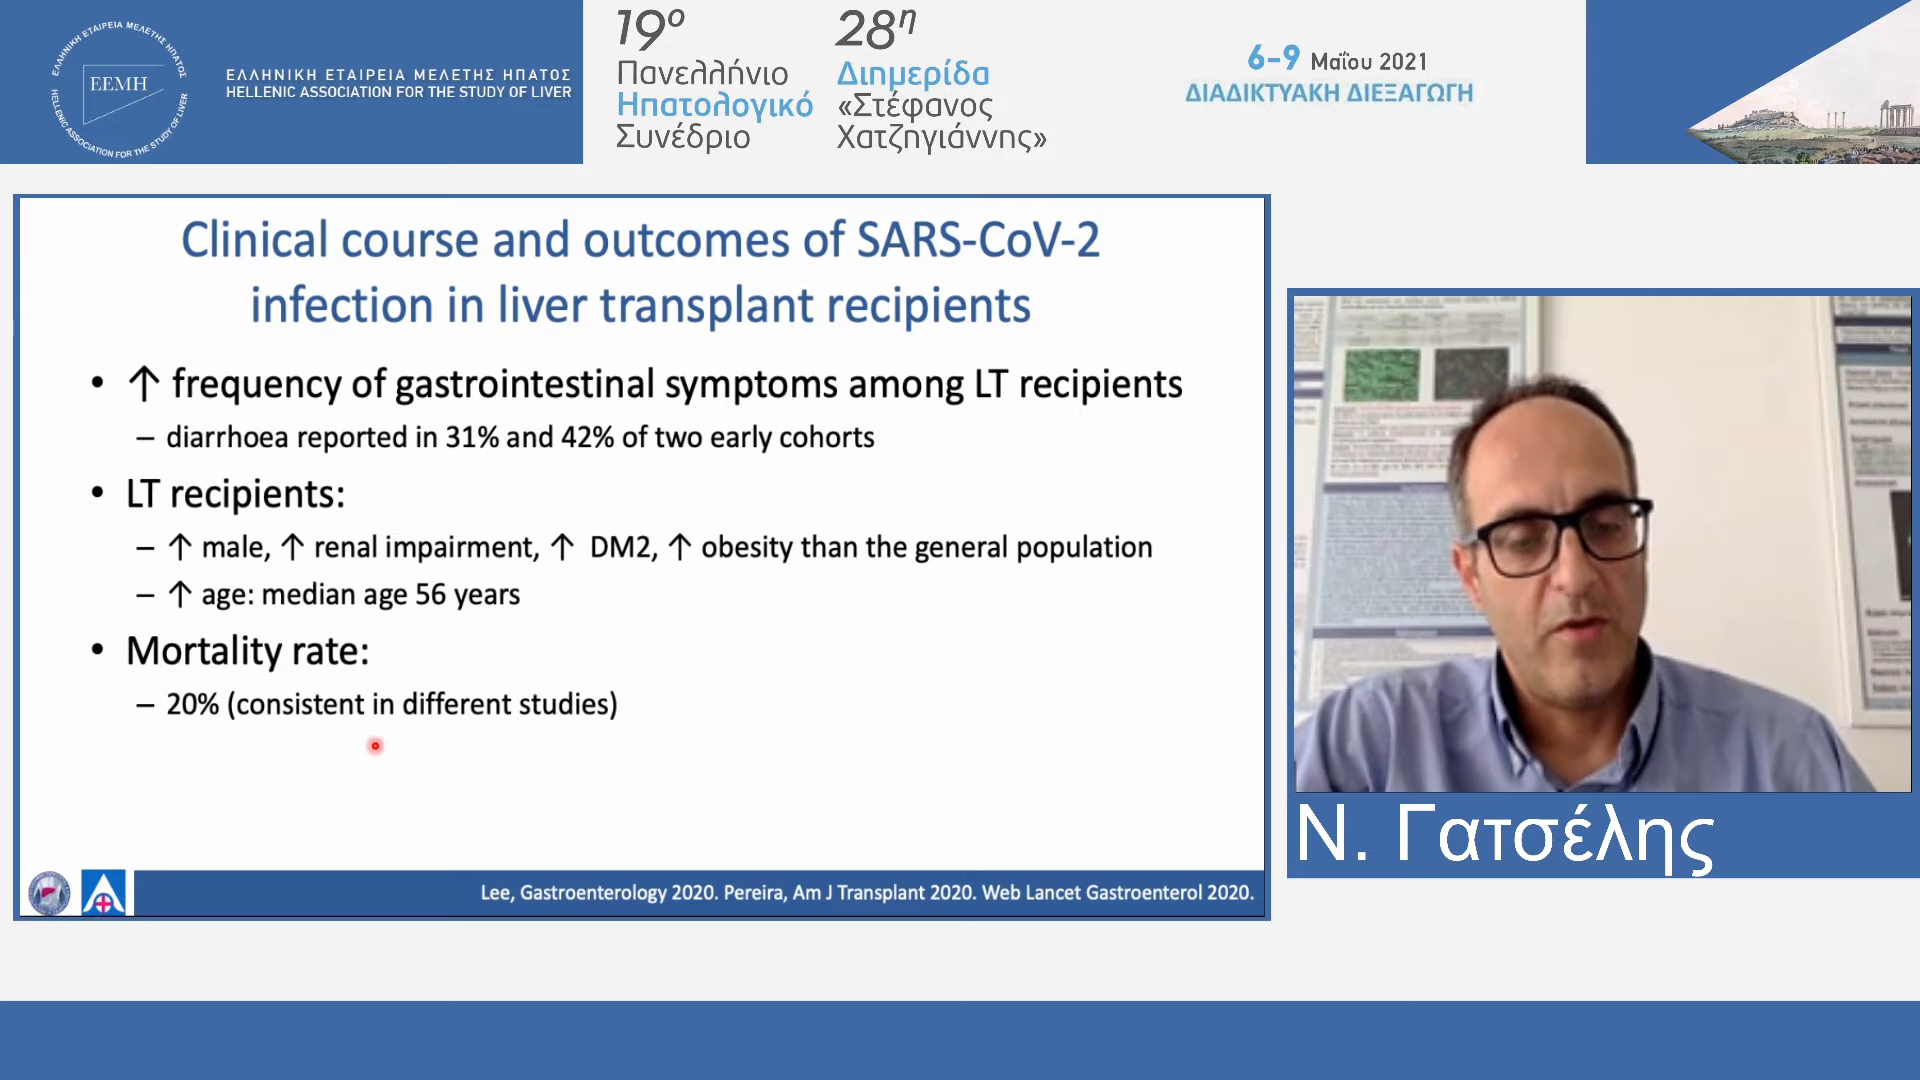 ΕΛΛΗΝΙΚΗ ΕΤΑΙΡΕΙΑ ΜΕΛΕΤΗΣ ΗΠΑΤΟΣ
ΕΕΜΗ
HELLENIC ASSOCIATION FOR THE STUDY OF LIVER
ΕΛΛΗΝΙΚΗ ΕΤΑΙΡΕΙΑ ΜΕΛΕΤΗΣ ΗΠΑΤΟΣ
HELLENIC ASSOCIATION FOR THE STUDY OF LIVER
19ο
Πανελλήνιο
Ηπατολογικό
Συνέδριο
28η
Διημερίδα
«Στέφανος
Χατζηγιάννης»
6-9 Μαΐου 2021
ΔΙΑΔΙΚΤΥΑΚΗ ΔΙΕΞΑΓΩΓΗ
Clinical course and outcomes of SARS-CoV-2
infection in liver transplant recipients
• ↑ frequency of gastrointestinal symptoms among LT recipients
– diarrhoea reported in 31% and 42% of two early cohorts
• LT recipients:
– ↑ male, ↑ renal impairment, ↑ DM2, ↑ obesity than the general population
– ↑ age: median age 56 years
• Mortality rate:
– 20% (consistent in different studies)
Lee, Gastroenterology 2020. Pereira, Am J Transplant 2020. Web Lancet Gastroenterol 2020.
Ν. Γατσέλης